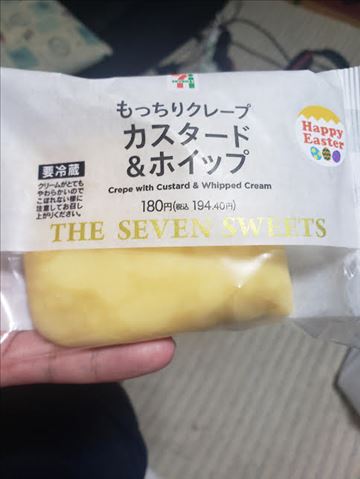 もっちりクレープ
カスタード
&ホイップ
Crepe with Custard & Whipped Cream
180円(税込 194.40円)
THE SEVEN SWEETS
Happy
Easter
要冷蔵
クリームがとても
やわらかいので
こぼれない様に
注意してお召し
上がりください。